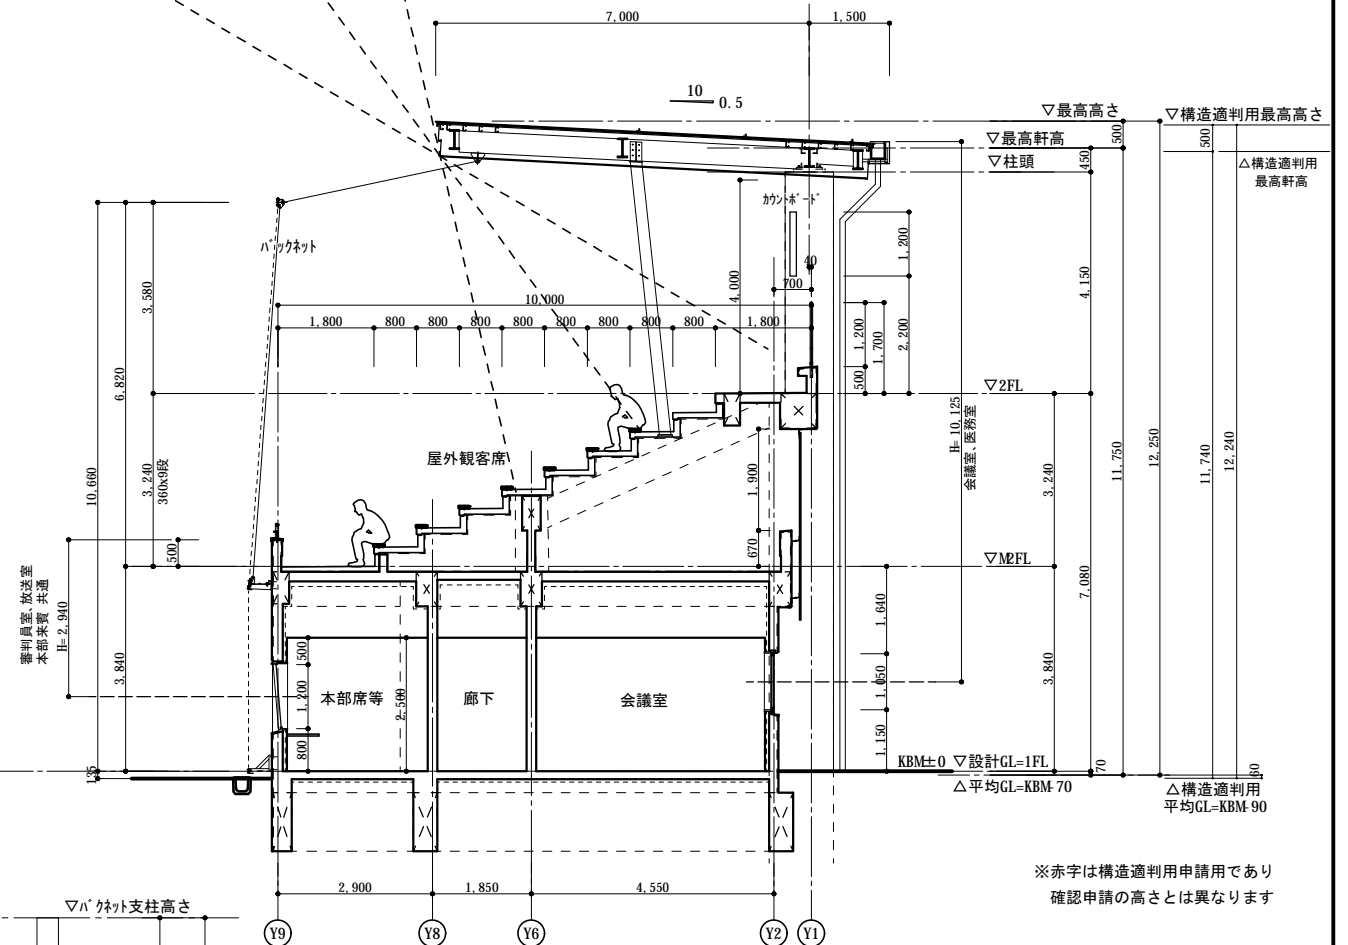 7,000
1,500
10
0.5
▽最高高さ
▽構造適判用最高高さ
500
500
▽最高軒高
△構造適判用
最高軒高
450
▽柱頭
ｶｳﾝﾄﾎﾞｰﾄﾞ
ﾊﾞｯｸﾈｯﾄ
40
700
4,000
1,200
4,150
3,580
10,000
1,800
800
800
800
800
800
800
800
800
1,800
1,200
1,700
2,200
500
6,820
▽2FL
H=10,125
会議室、医務室
11,750
12,250
11,740
12,240
屋外観客席
10,660
3,240
360x9段
1,900
3,240
500
670
▽M2FL
審判員室、放送室
本部来賓 共通
H=2,940
7,080
1,640
3,840
500
1,200
800
本部席等
2,500
廊下
会議室
1,050
3,840
1,150
135
KBM±0 ▽設計GL=1FL
70
60
△平均GL=KBM-70
△構造適判用
平均GL=KBM-90
※赤字は構造適判用申請用であり
確認申請の高さとは異なります
2,900
1,850
4,550
▽ﾊﾞｯｸﾈｯﾄ支柱高さ
Y9
Y8
Y6
Y2
Y1